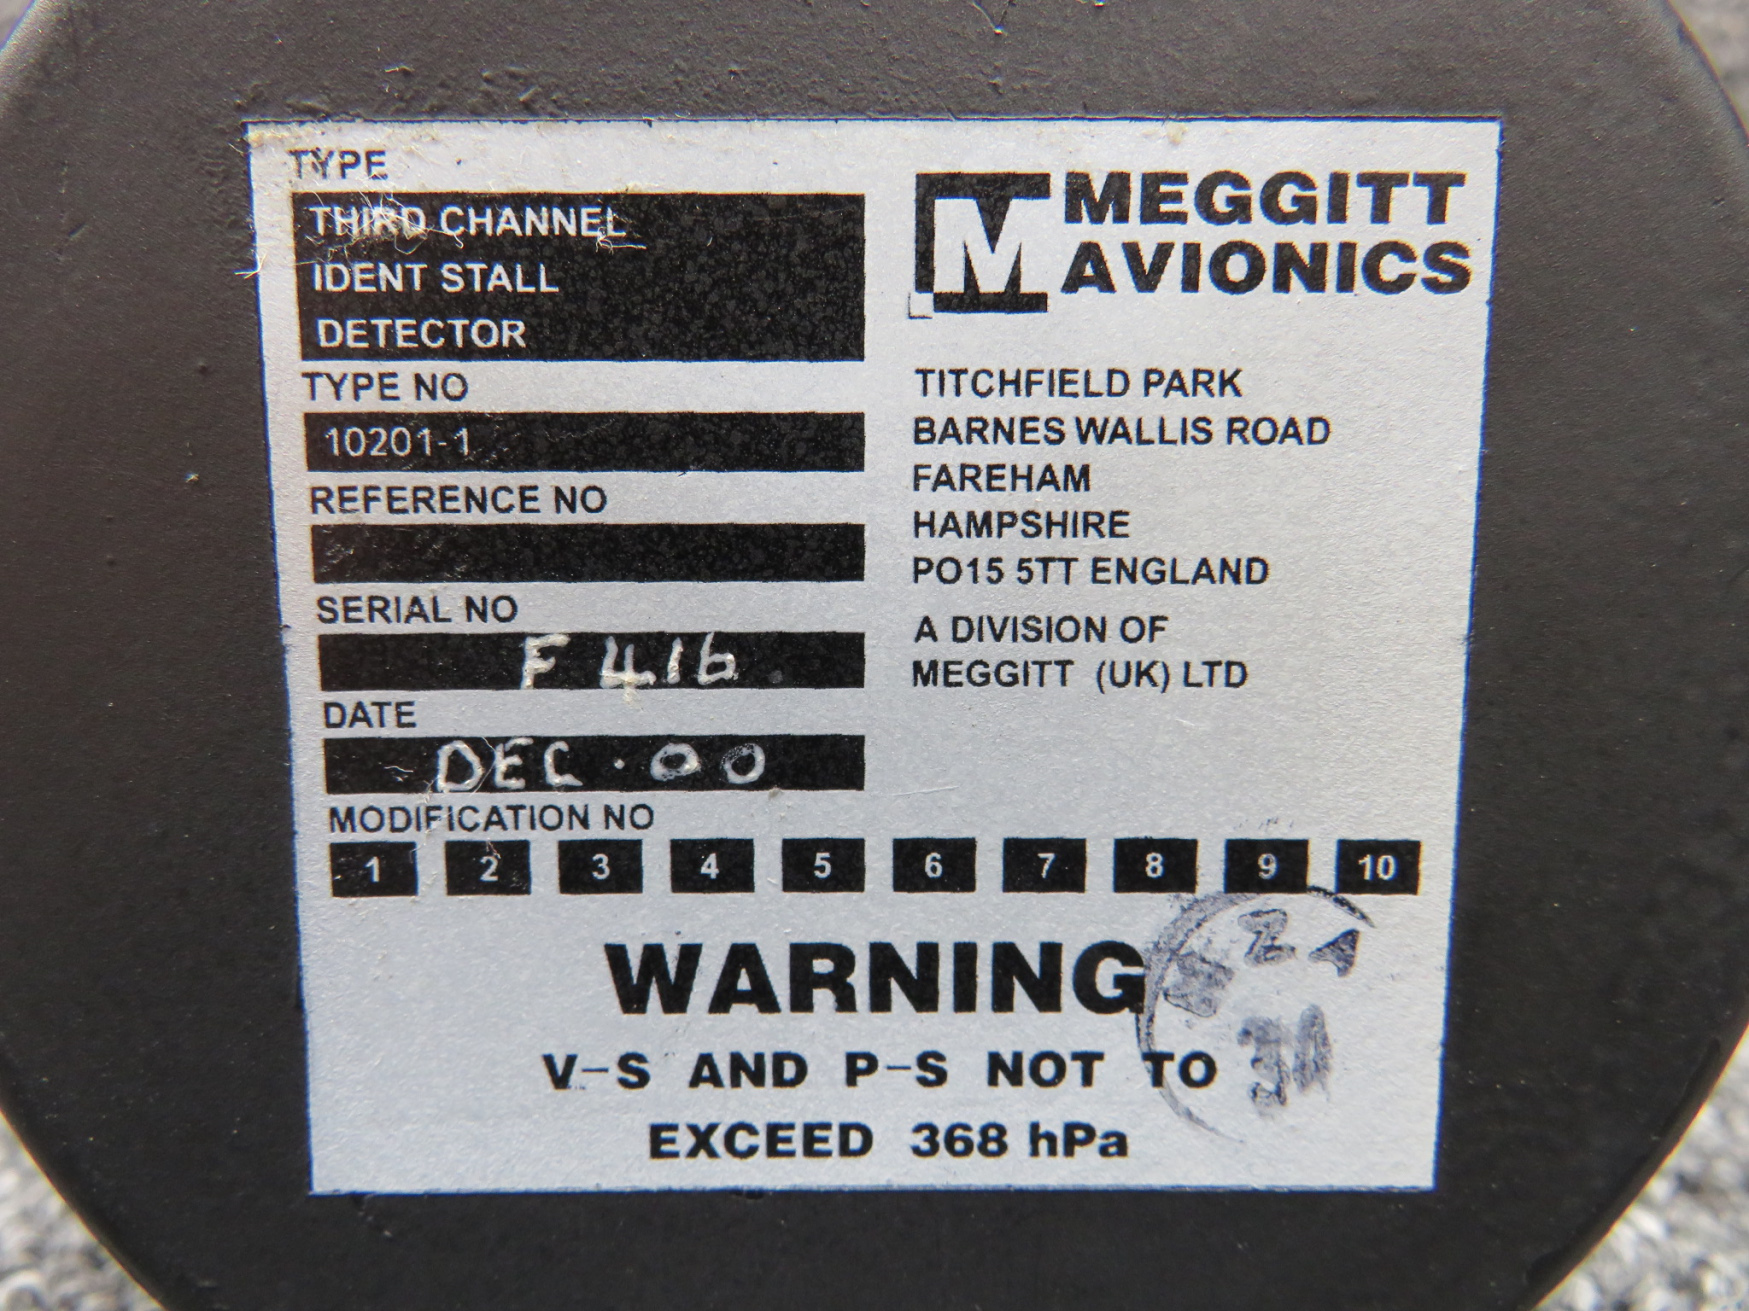 TYPE
THIRD CHANNEL
IDENT STALL
DETECTOR
TYPE NO
10201-1
REFERENCE NO
SERIAL NO
F 416
DATE
DEC·00
MODIFICATION NO
1 2 3 4 5 6 7 8 9 10
M MEGGITT
AVIONICS
TITCHFIELD PARK
BARNES WALLIS ROAD
FAREHAM
HAMPSHIRE
PO15 5TT ENGLAND
A DIVISION OF
MEGGITT (UK) LTD
WARNING
V-S AND P-S NOT TO
EXCEED 368 hPa